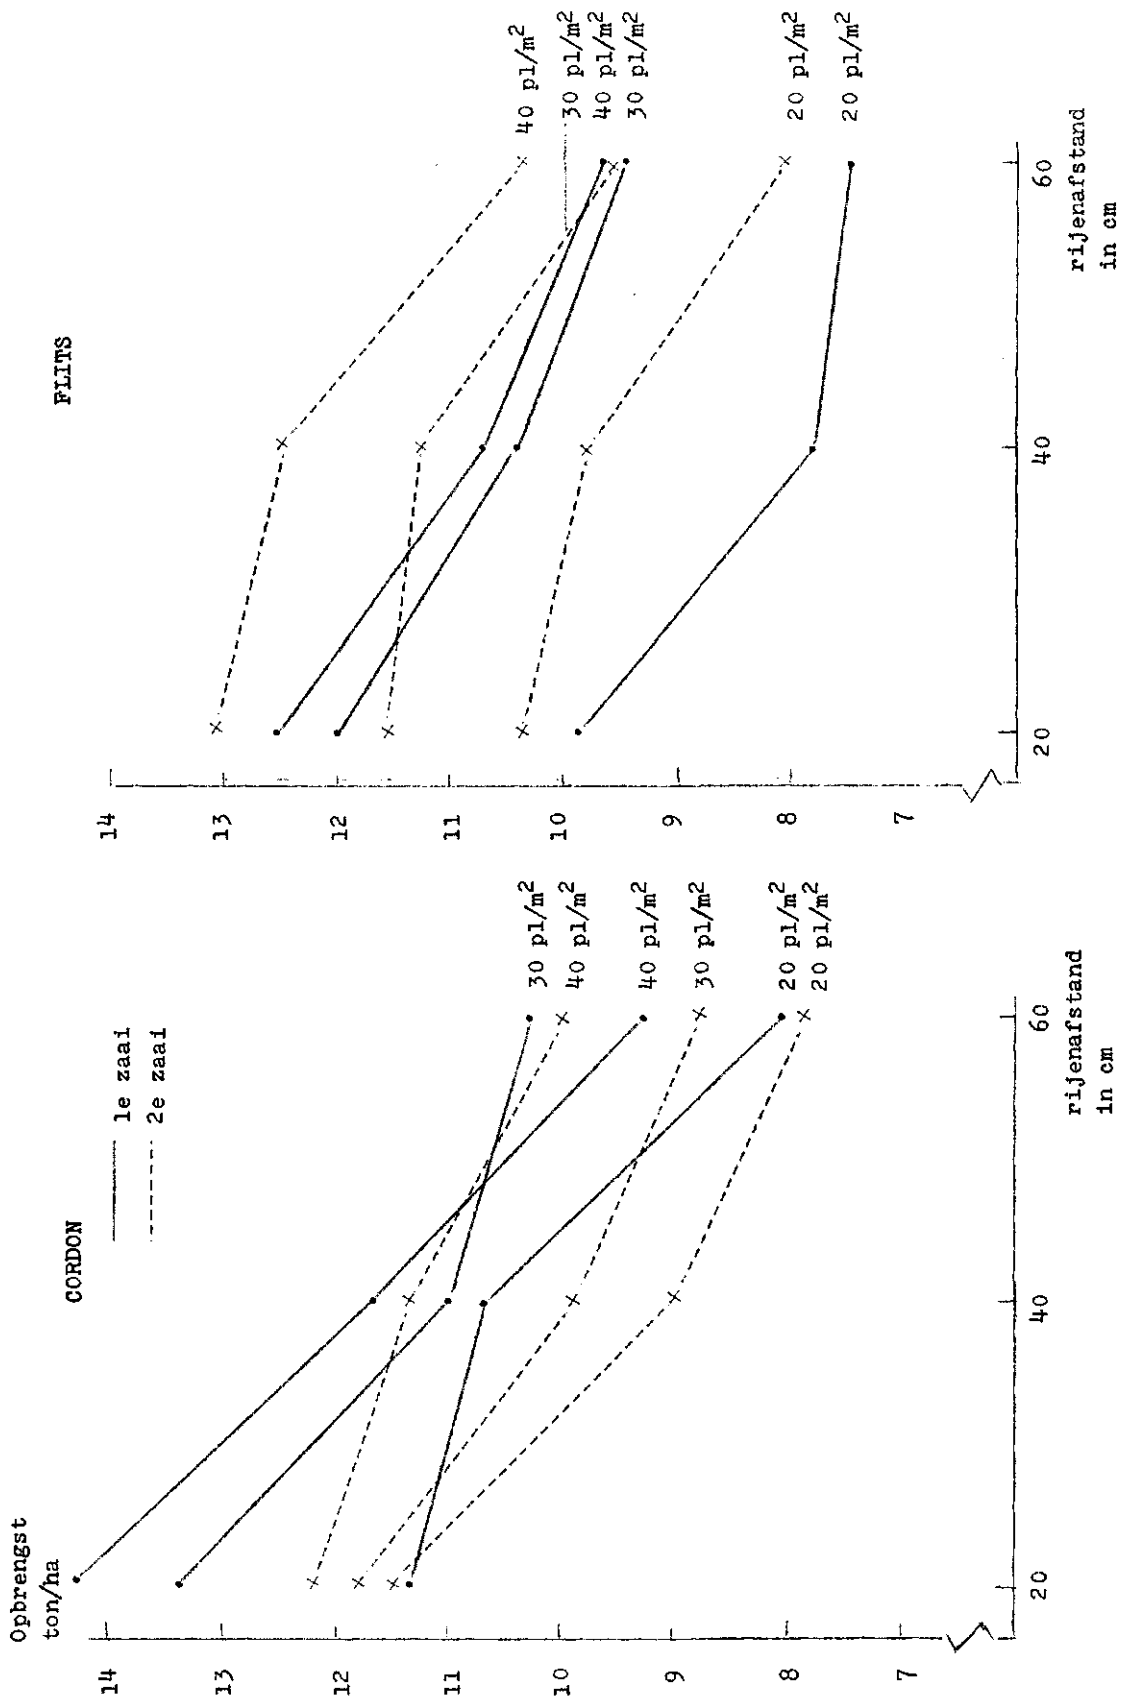 Opbrengst
ton/ha
CORDON
1e zaai
2e zaai
14
13
12
11
10
9
8
7
30 pl/m²
40 pl/m²
40 pl/m²
30 pl/m²
20 pl/m²
20 pl/m²
20
40
60
rijenafstand
in cm
FLITS
14
13
12
11
10
9
8
7
40 pl/m²
30 pl/m²
40 pl/m²
30 pl/m²
20 pl/m²
20 pl/m²
20
40
60
rijenafstand
in cm